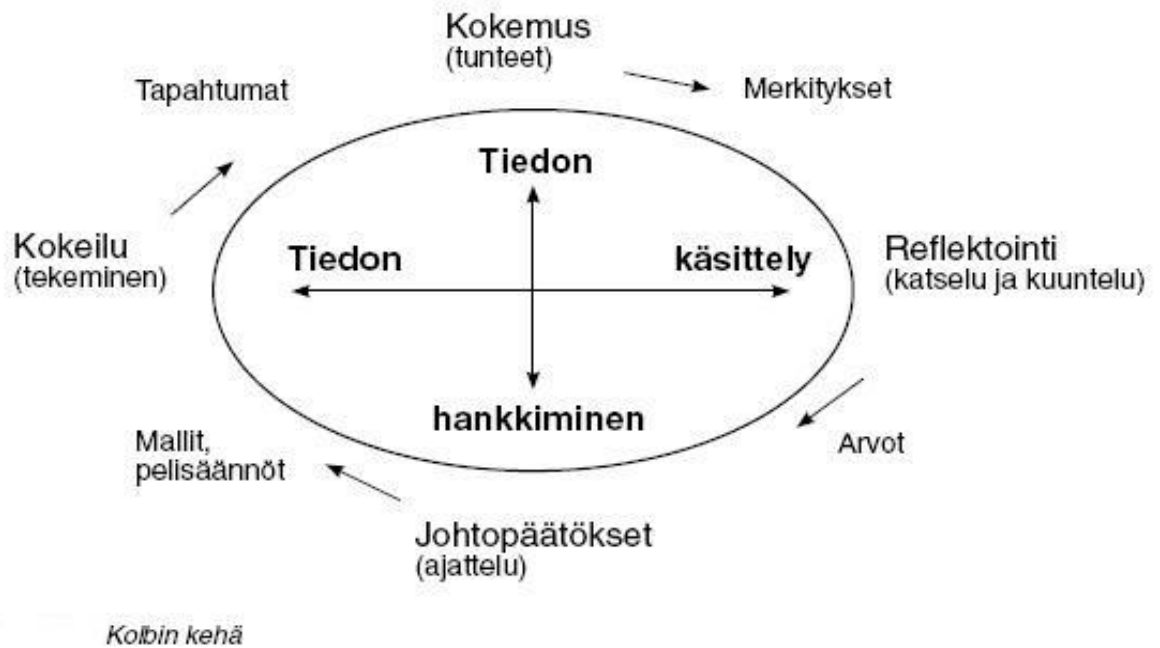 Kokemus
(tunteet)
Tapahtumat
Merkitykset
Tiedon
Kokeilu
(tekeminen)
Tiedon
käsittely
Reflektointi
(katselu ja kuuntelu)
hankkiminen
Mallit,
pelisäännöt
Arvot
Johtopäätökset
(ajattelu)
Kolbin kehä